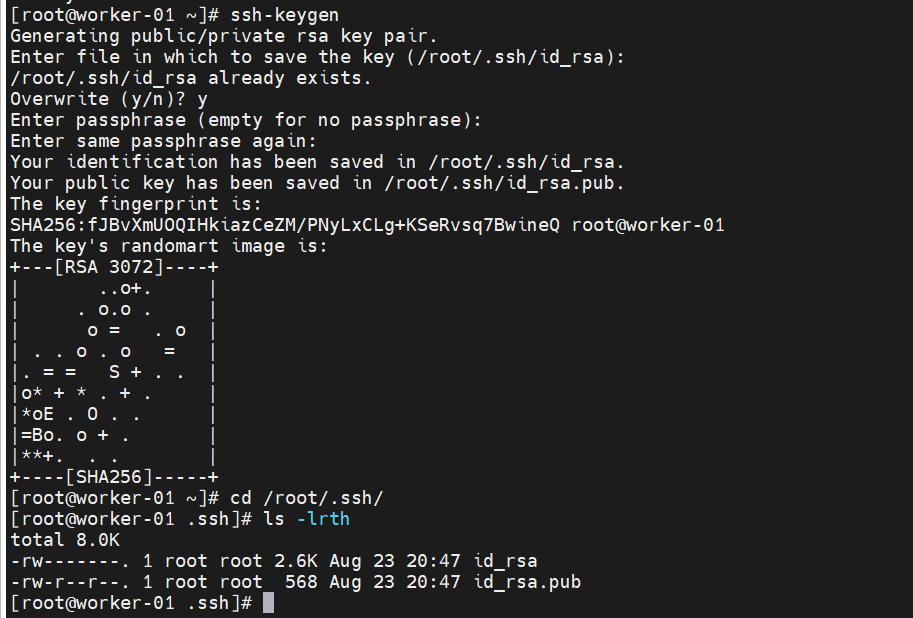 [root@worker-01 ~]# ssh-keygen
Generating public/private rsa key pair.
Enter file in which to save the key (/root/.ssh/id_rsa):
/root/.ssh/id_rsa already exists.
Overwrite (y/n)? y
Enter passphrase (empty for no passphrase):
Enter same passphrase again:
Your identification has been saved in /root/.ssh/id_rsa.
Your public key has been saved in /root/.ssh/id_rsa.pub.
The key fingerprint is:
SHA256:fJBvXmUOQIHkiazCeZM/PNyLxCLg+KSeRvsq7BwineQ root@worker-01
The key's randomart image is:
+---[RSA 3072]----+
|       ..o+.     |
|     . o.o .     |
|      o =   . o  |
| . . o . o   =   |
|. = =   S + . .  |
|o* + * . + .     |
|*oE . O . .      |
|=Bo. o + .       |
|**+.  . .        |
+----[SHA256]-----+
[root@worker-01 ~]# cd /root/.ssh/
[root@worker-01 .ssh]# ls -lrth
total 8.0K
-rw-------. 1 root root 2.6K Aug 23 20:47 id_rsa
-rw-r--r--. 1 root root  568 Aug 23 20:47 id_rsa.pub
[root@worker-01 .ssh]#